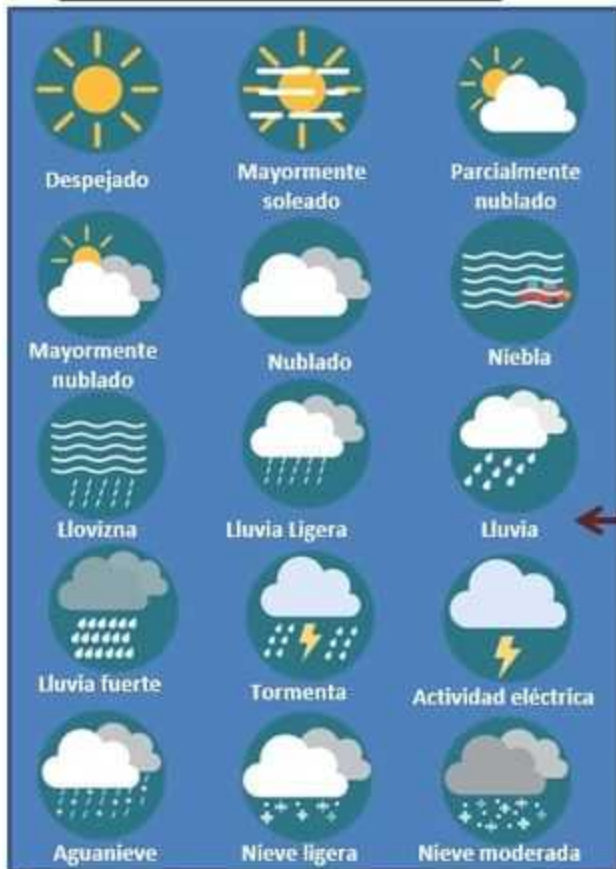 Despejado
Mayormente
soleado
Parcialmente
nublado
Mayormente
nublado
Nublado
Niebla
Llovizna
Lluvia Ligera
Lluvia
Lluvia fuerte
Tormenta
Actividad eléctrica
Aguanieve
Nieve ligera
Nieve moderada